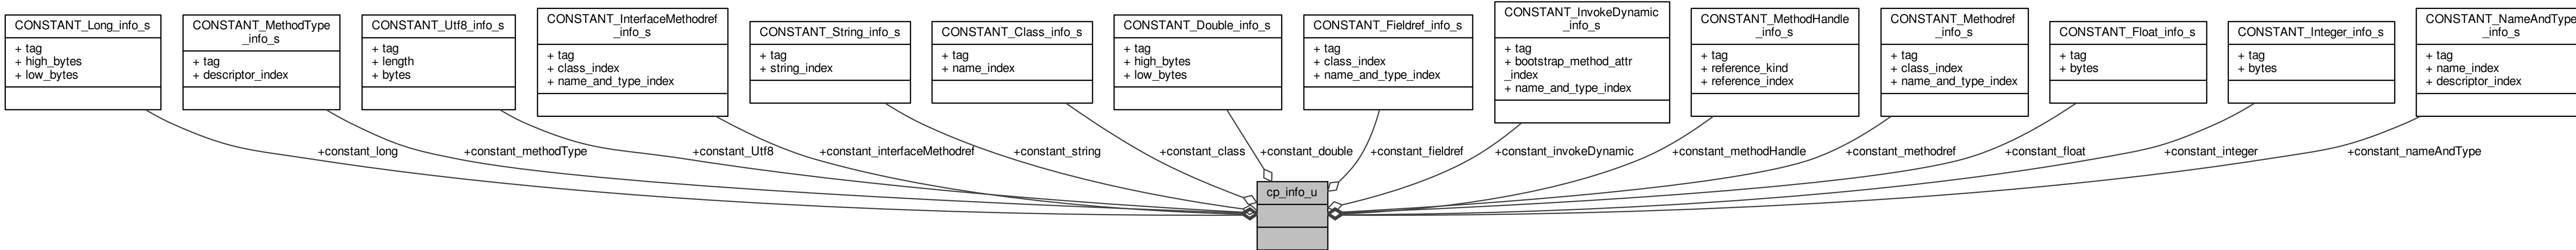 CONSTANT_Long_info_s
+ tag
+ high_bytes
+ low_bytes
CONSTANT_MethodType
_info_s
+ tag
+ descriptor_index
CONSTANT_Utf8_info_s
+ tag
+ length
+ bytes
CONSTANT_InterfaceMethodref
_info_s
+ tag
+ class_index
+ name_and_type_index
CONSTANT_String_info_s
+ tag
+ string_index
CONSTANT_Class_info_s
+ tag
+ name_index
CONSTANT_Double_info_s
+ tag
+ high_bytes
+ low_bytes
CONSTANT_Fieldref_info_s
+ tag
+ class_index
+ name_and_type_index
CONSTANT_InvokeDynamic
_info_s
+ tag
+ bootstrap_method_attr
_index
+ name_and_type_index
CONSTANT_MethodHandle
_info_s
+ tag
+ reference_kind
+ reference_index
CONSTANT_Methodref
_info_s
+ tag
+ class_index
+ name_and_type_index
CONSTANT_Float_info_s
+ tag
+ bytes
CONSTANT_Integer_info_s
+ tag
+ bytes
CONSTANT_NameAndType
_info_s
+ tag
+ name_index
+ descriptor_index
+constant_long
+constant_methodType
+constant_Utf8
+constant_interfaceMethodref
+constant_string
+constant_class
+constant_double
+constant_fieldref
+constant_invokeDynamic
+constant_methodHandle
+constant_methodref
+constant_float
+constant_integer
+constant_nameAndType
cp_info_u